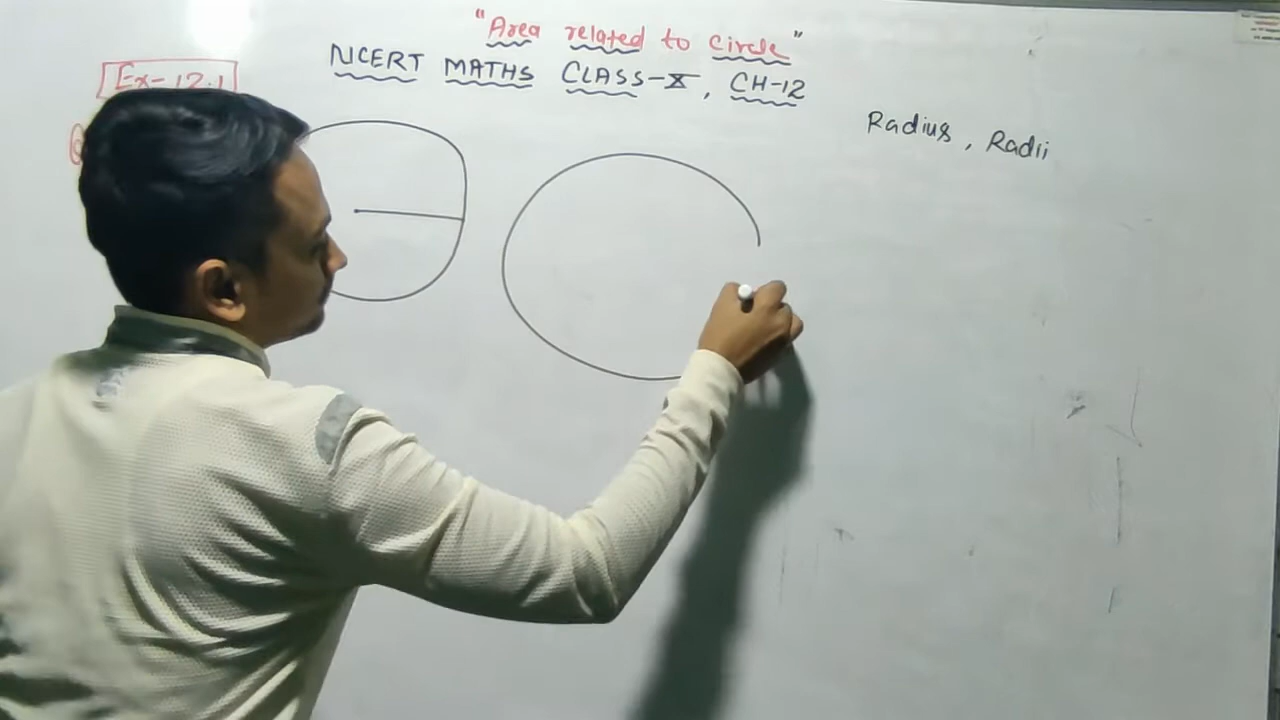 "Area related to Circle"
NCERT MATHS CLASS-X, CH-12
Ex-12.1
Radius, Radii